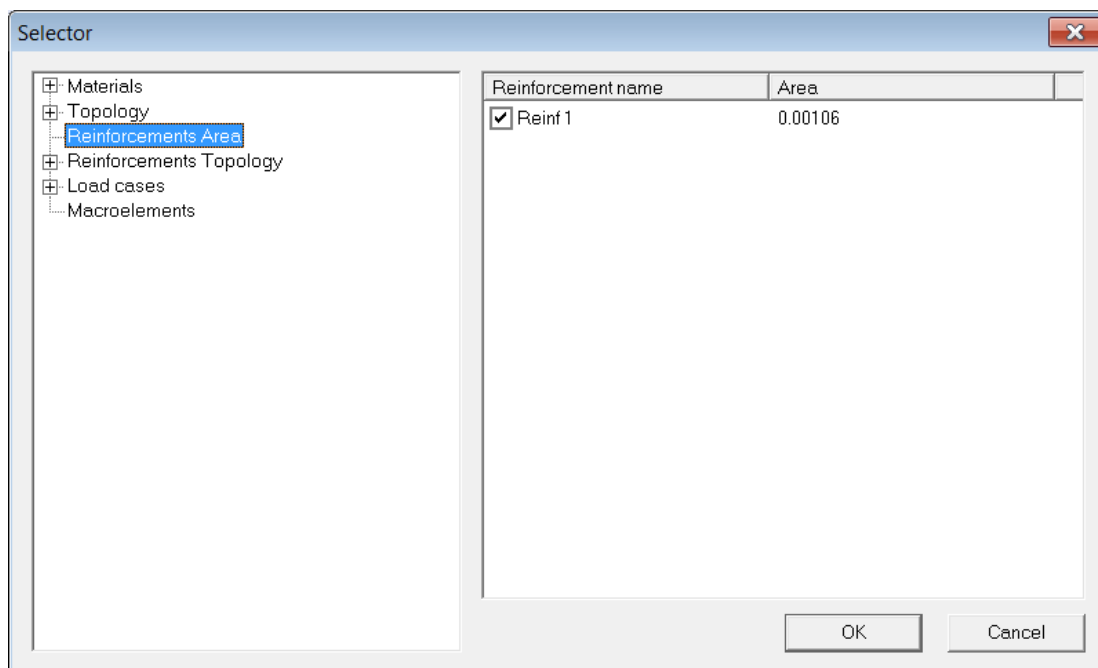 Selector
Materials
Topology
Reinforcements Area
Reinforcements Topology
Load cases
Macroelements
Reinforcement name Area
Reinf 1 0.00106
OK Cancel